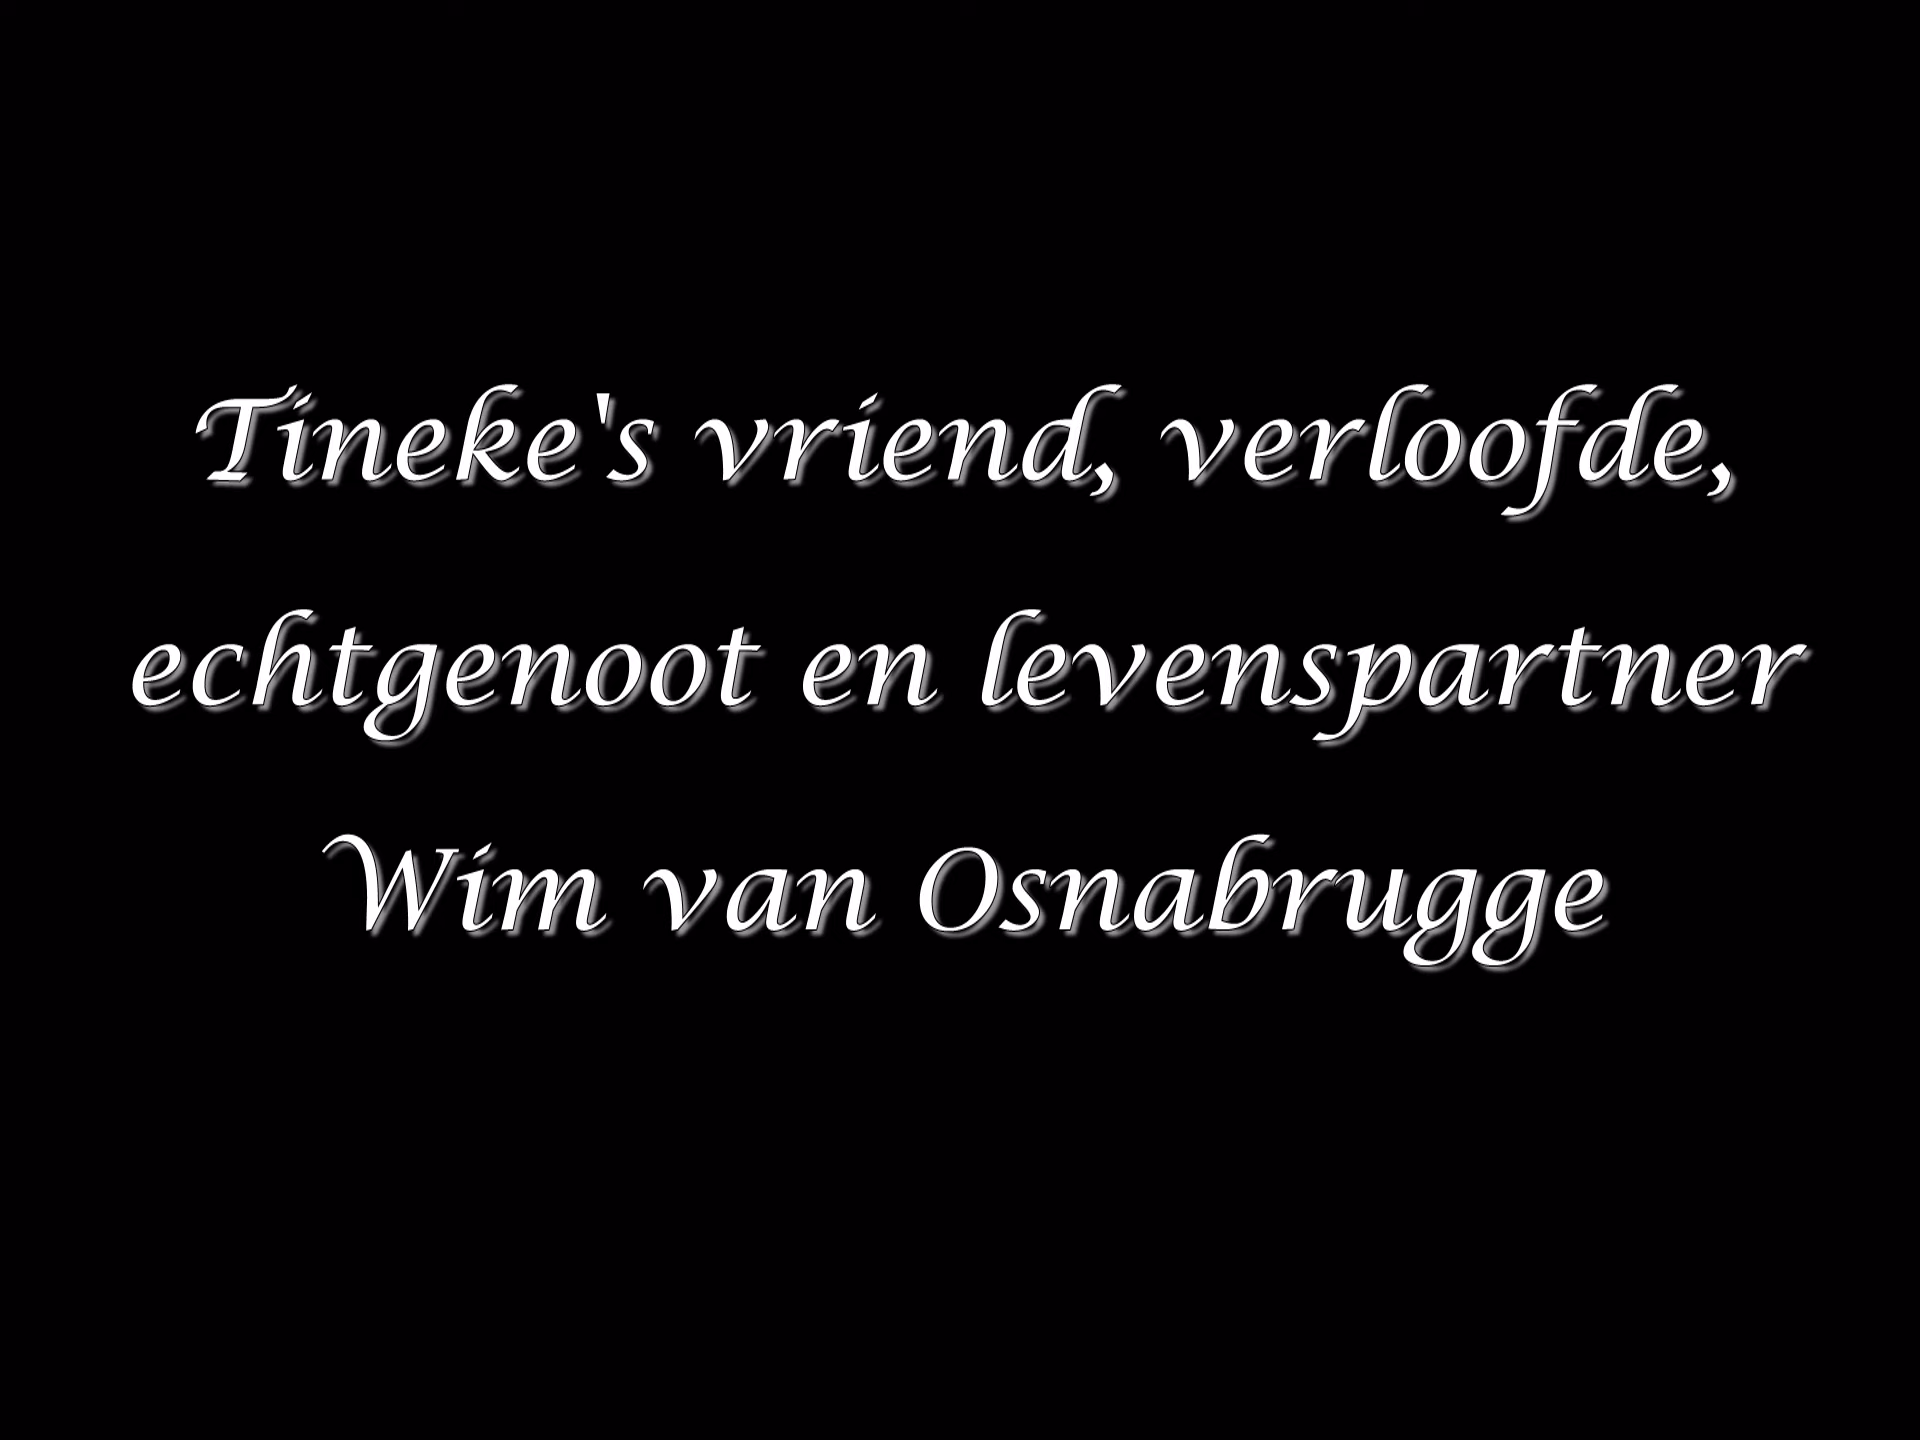 Tineke's vriend, verloofde,
echtgenoot en levenspartner
Wim van Osnabrugge